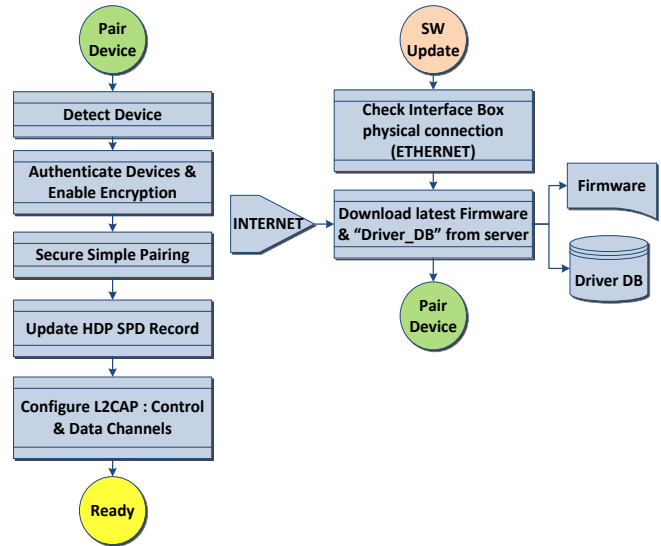 Pair
Device
Detect Device
Authenticate Devices &
Enable Encryption
Secure Simple Pairing
Update HDP SPD Record
Configure L2CAP : Control
& Data Channels
Ready
SW
Update
Check Interface Box
physical connection
(ETHERNET)
INTERNET
Download latest Firmware
& “Driver_DB” from server
Firmware
Driver DB
Pair
Device